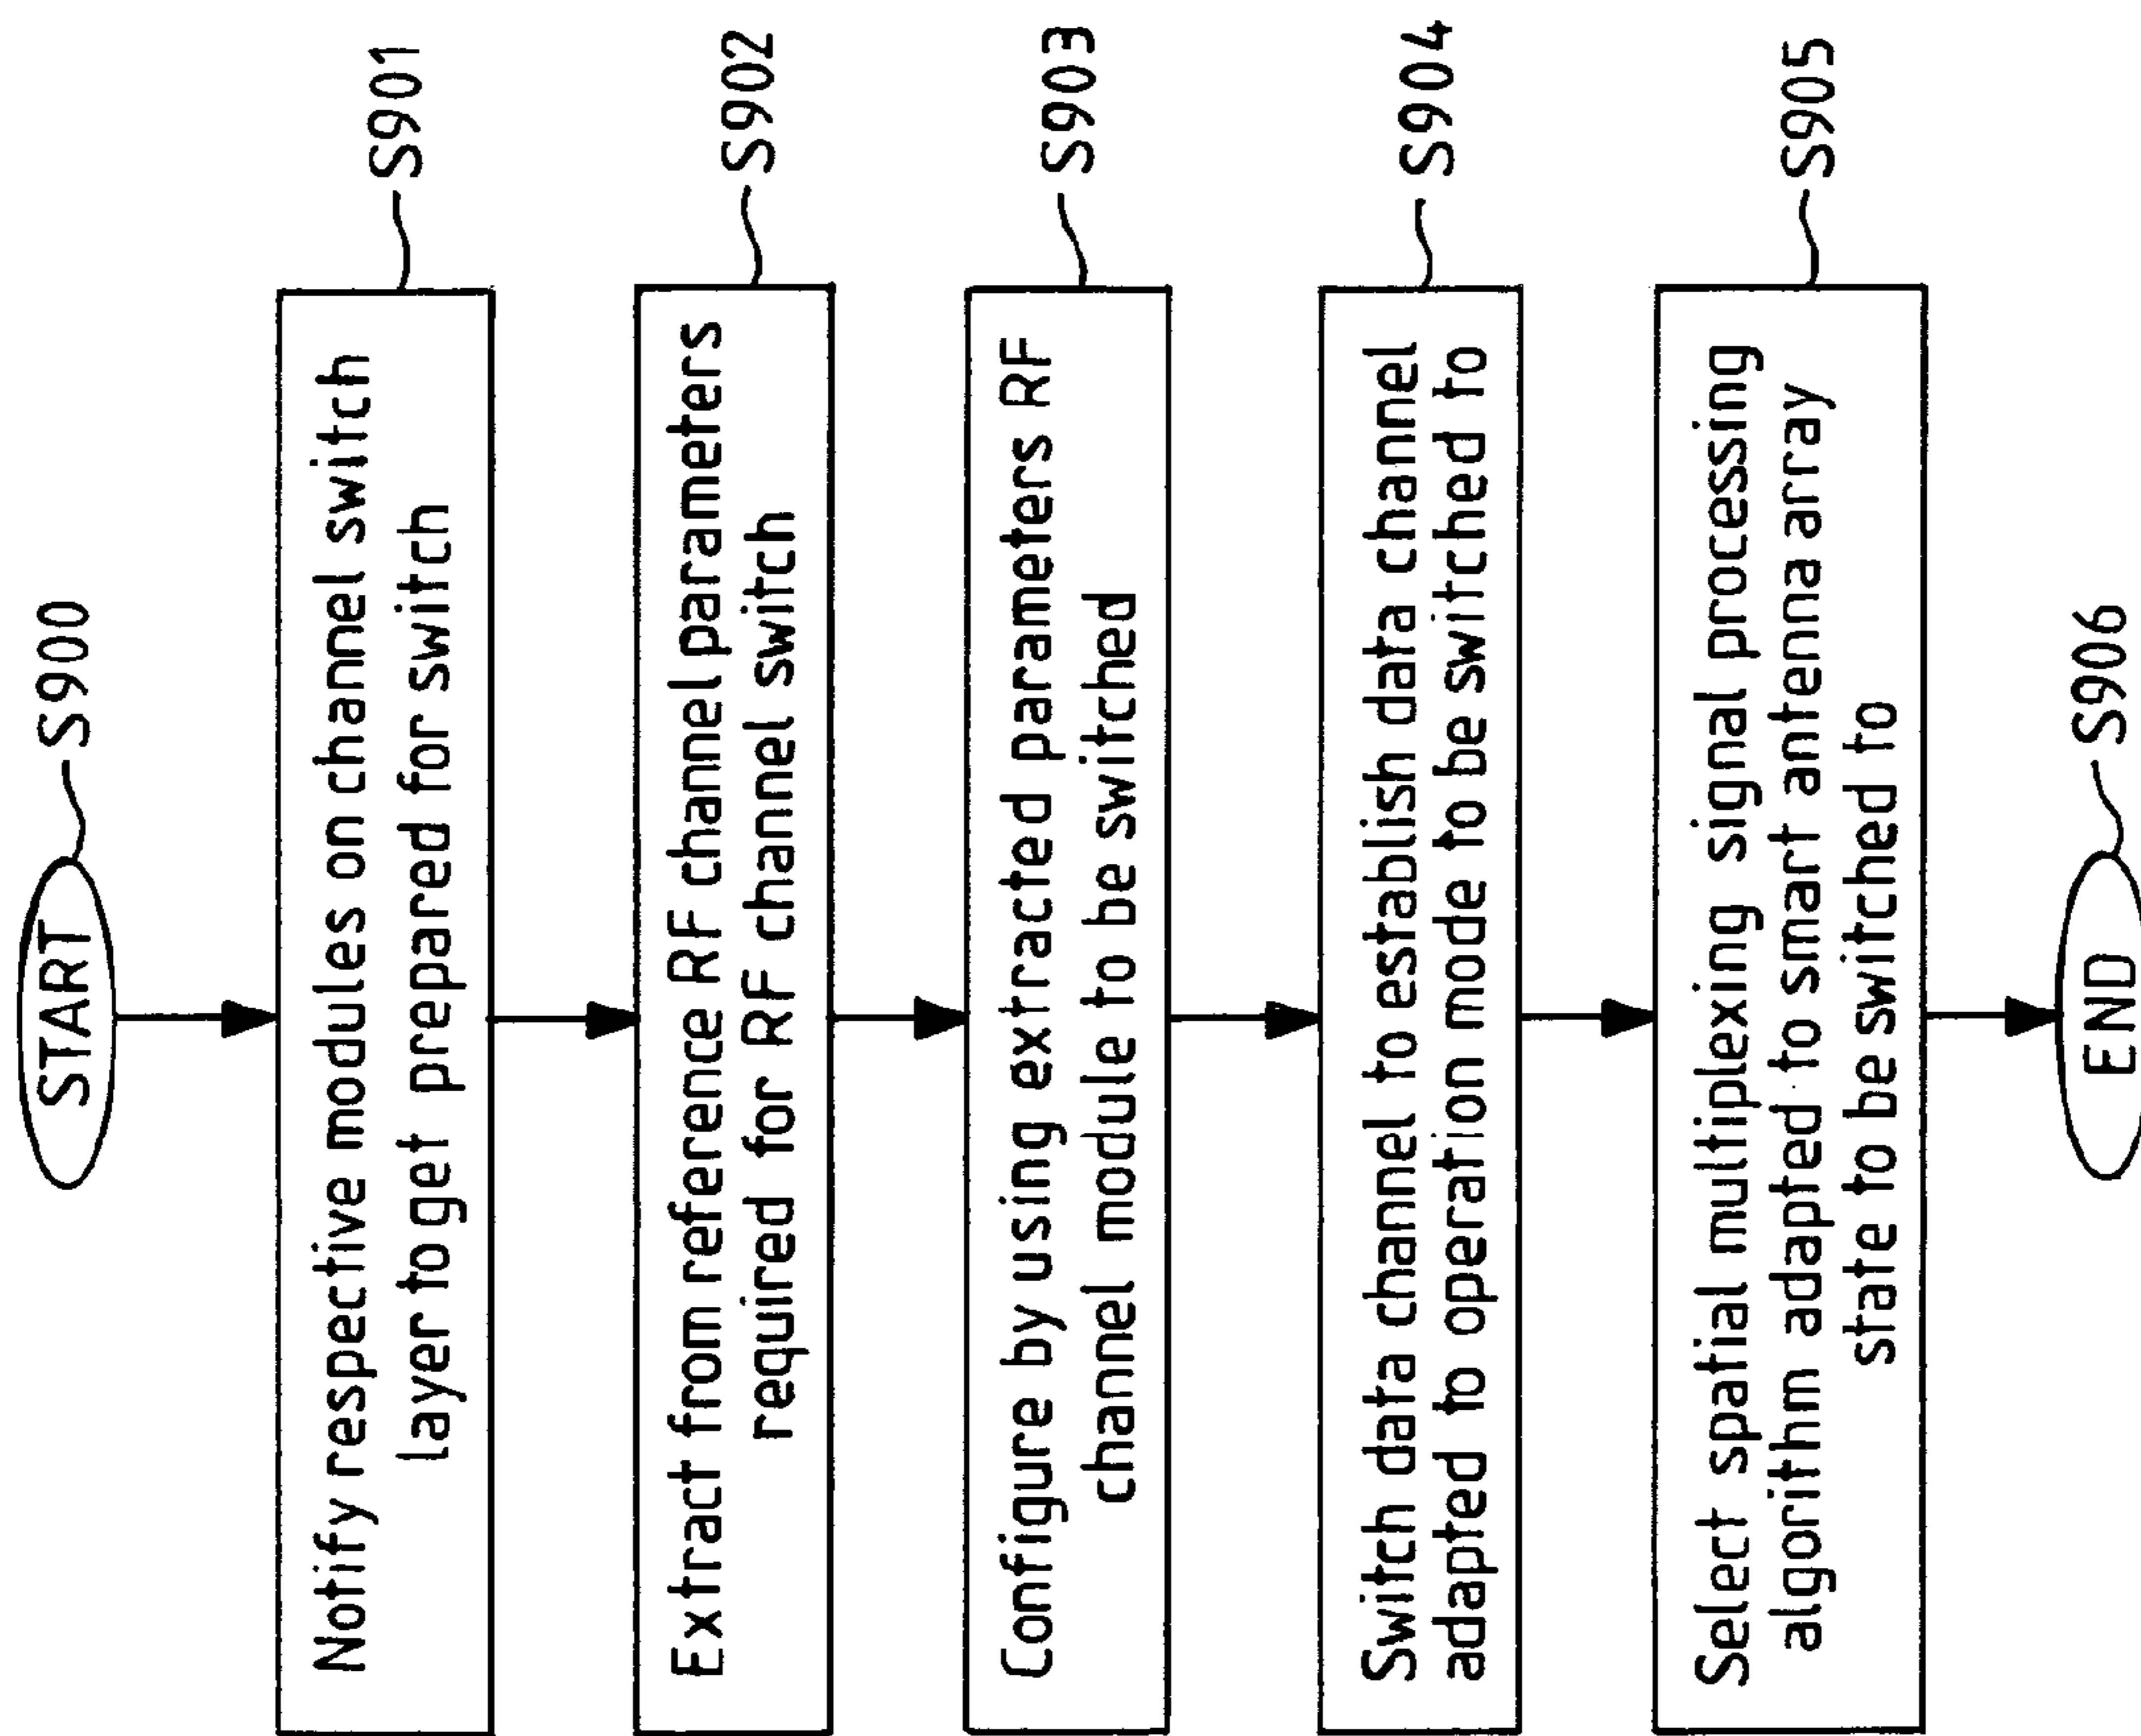 START
S900
Notify respective modules on channel switch
layer to get prepared for switch
S901
Extract from reference RF channel parameters
required for RF channel switch
S902
Configure by using extracted parameters RF
channel module to be switched
S903
Switch data channel to establish data channel
adapted to operation mode to be switched to
S904
Select spatial multiplexing signal processing
algorithm adapted to smart antenna array
state to be switched to
S905
END
S906